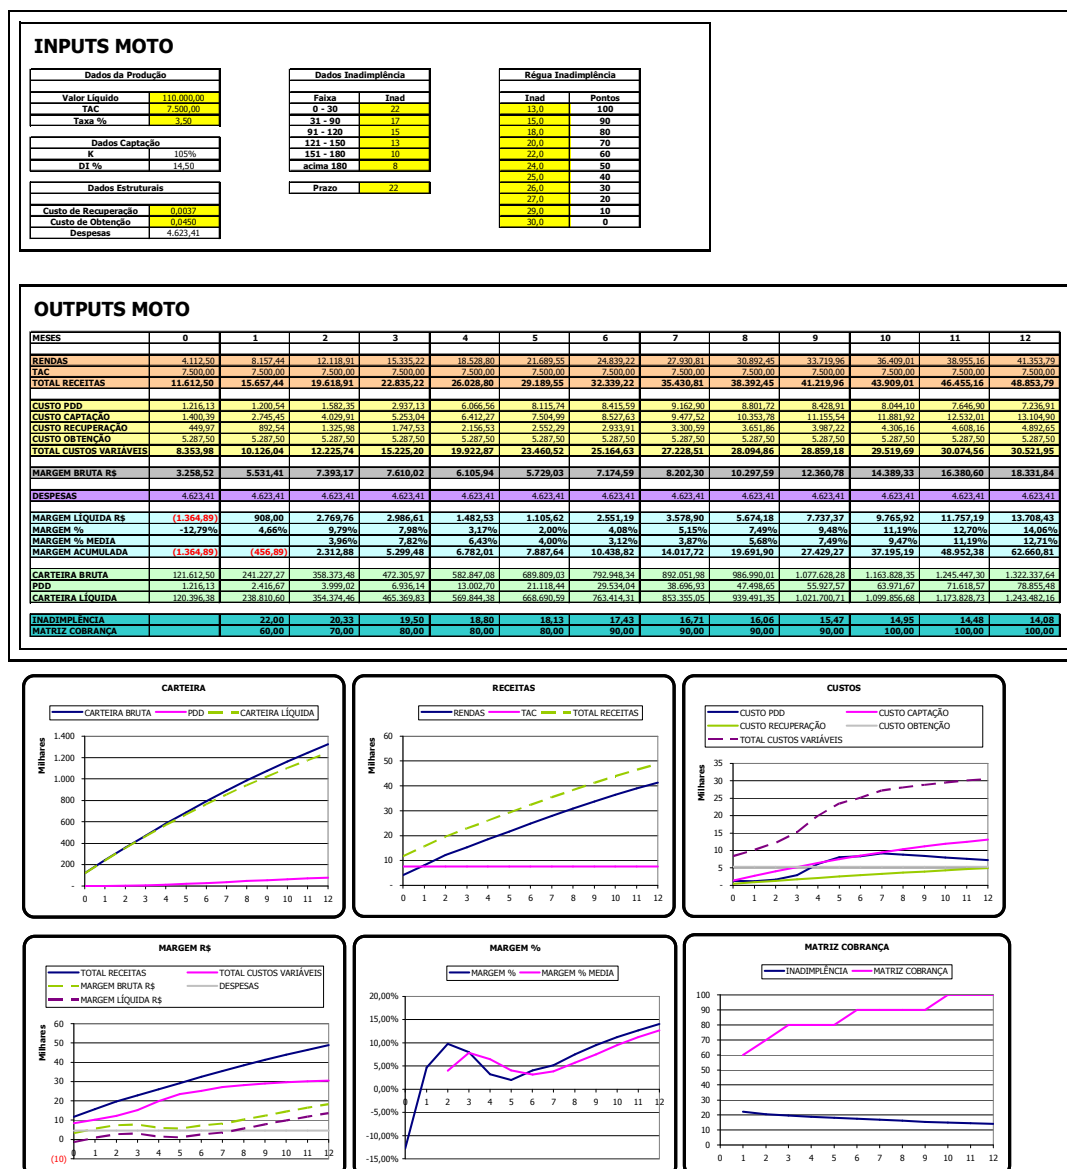 INPUTS MOTO
Dados da Produção Dados Inadimplência Régua Inadimplência
Valor Líquido 110.000,00 Faixa Inad Inad Pontos
TAC 7.500,00 0 - 30 22 13,0 100
Taxa % 3,50 31 - 90 17 15,0 90
91 - 120 15 18,0 80
Dados Captação 121 - 150 13 20,0 70
K 105% 151 - 180 10 22,0 60
DI % 14,50 acima 180 8 24,0 50
25,0 40
Dados Estruturais Prazo 22 26,0 30
27,0 20
Custo de Recuperação 0,0037 29,0 10
Custo de Obtenção 0,0450 30,0 0
Despesas 4.623,41
OUTPUTS MOTO
MESES 0 1 2 3 4 5 6 7 8 9 10 11 12
RENDAS 4.112,50 8.157,44 12.118,91 15.335,22 18.528,80 21.689,55 24.839,22 27.930,81 30.892,45 33.719,96 36.409,01 38.955,16 41.353,79
TAC 7.500,00 7.500,00 7.500,00 7.500,00 7.500,00 7.500,00 7.500,00 7.500,00 7.500,00 7.500,00 7.500,00 7.500,00 7.500,00
TOTAL RECEITAS 11.612,50 15.657,44 19.618,91 22.835,22 26.028,80 29.189,55 32.339,22 35.430,81 38.392,45 41.219,96 43.909,01 46.455,16 48.853,79
CUSTO PDD 1.216,13 1.200,54 1.582,35 2.937,13 6.066,56 8.115,74 8.415,59 9.162,90 8.801,72 8.428,91 8.044,10 7.646,90 7.236,91
CUSTO CAPTAÇÃO 1.400,39 2.745,45 4.029,91 5.253,04 6.412,27 7.504,99 8.527,63 9.477,52 10.353,78 11.155,54 11.881,92 12.532,01 13.104,90
CUSTO RECUPERAÇÃO 449,97 892,54 1.325,98 1.747,53 2.156,53 2.552,29 2.933,91 3.300,59 3.651,86 3.987,22 4.306,16 4.608,16 4.892,65
CUSTO OBTENÇÃO 5.287,50 5.287,50 5.287,50 5.287,50 5.287,50 5.287,50 5.287,50 5.287,50 5.287,50 5.287,50 5.287,50 5.287,50 5.287,50
TOTAL CUSTOS VARIÁVEIS 8.353,98 10.126,04 12.225,74 15.225,20 19.922,87 23.460,52 25.164,63 27.228,51 28.094,86 28.859,18 29.519,69 30.074,56 30.521,95
MARGEM BRUTA R$ 3.258,52 5.531,41 7.393,17 7.610,02 6.105,94 5.729,03 7.174,59 8.202,30 10.297,59 12.360,78 14.389,33 16.380,60 18.331,84
DESPESAS 4.623,41 4.623,41 4.623,41 4.623,41 4.623,41 4.623,41 4.623,41 4.623,41 4.623,41 4.623,41 4.623,41 4.623,41 4.623,41
MARGEM LÍQUIDA R$ (1.364,89) 908,00 2.769,76 2.986,61 1.482,53 1.105,62 2.551,19 3.578,90 5.674,18 7.737,37 9.765,92 11.757,19 13.708,43
MARGEM % -12,79% 4,66% 9,79% 7,98% 3,17% 2,00% 4,08% 5,15% 7,49% 9,48% 11,19% 12,70% 14,06%
MARGEM % MEDIA 3,96% 7,82% 6,43% 4,00% 3,12% 3,87% 5,68% 7,49% 9,47% 11,19% 12,71%
MARGEM ACUMULADA (1.364,89) (456,89) 2.312,88 5.299,48 6.782,01 7.887,64 10.438,82 14.017,72 19.691,90 27.429,27 37.195,19 48.952,38 62.660,81
CARTEIRA BRUTA 121.612,50 241.227,27 358.373,48 472.305,97 582.847,08 689.809,03 792.948,34 892.051,98 986.990,01 1.077.628,28 1.163.828,35 1.245.447,30 1.322.337,64
PDD 1.216,13 2.416,67 3.999,02 6.936,14 13.002,70 21.118,44 29.534,04 38.696,93 47.498,65 55.927,57 63.971,67 71.618,57 78.855,48
CARTEIRA LÍQUIDA 120.396,38 238.810,60 354.374,46 465.369,83 569.844,38 668.690,59 763.414,31 853.355,05 939.491,35 1.021.700,71 1.099.856,68 1.173.828,73 1.243.482,16
INADIMPLÊNCIA 22,00 20,33 19,50 18,80 18,13 17,43 16,71 16,06 15,47 14,95 14,48 14,08
MATRIZ COBRANÇA 60,00 70,00 80,00 80,00 80,00 90,00 90,00 90,00 90,00 100,00 100,00 100,00
CARTEIRA
CARTEIRA BRUTA PDD CARTEIRA LÍQUIDA
Milhares
1.400
1.200
1.000
800
600
400
200
-
0 1 2 3 4 5 6 7 8 9 10 11 12
RECEITAS
RENDAS TAC TOTAL RECEITAS
Milhares
60
50
40
30
20
10
-
0 1 2 3 4 5 6 7 8 9 10 11 12
CUSTOS
CUSTO PDD CUSTO CAPTAÇÃO
CUSTO RECUPERAÇÃO CUSTO OBTENÇÃO
TOTAL CUSTOS VARIÁVEIS
Milhares
35
30
25
20
15
10
5
-
0 1 2 3 4 5 6 7 8 9 10 11 12
MARGEM R$
TOTAL RECEITAS TOTAL CUSTOS VARIÁVEIS
MARGEM BRUTA R$ DESPESAS
MARGEM LÍQUIDA R$
Milhares
60
50
40
30
20
10
0
(10)
0 1 2 3 4 5 6 7 8 9 10 11 12
MARGEM %
MARGEM % MARGEM % MEDIA
20,00%
15,00%
10,00%
5,00%
0,00%
-5,00%
-10,00%
-15,00%
0 1 2 3 4 5 6 7 8 9 10 11 12
MATRIZ COBRANÇA
INADIMPLÊNCIA MATRIZ COBRANÇA
100
90
80
70
60
50
40
30
20
10
0
0 1 2 3 4 5 6 7 8 9 10 11 12